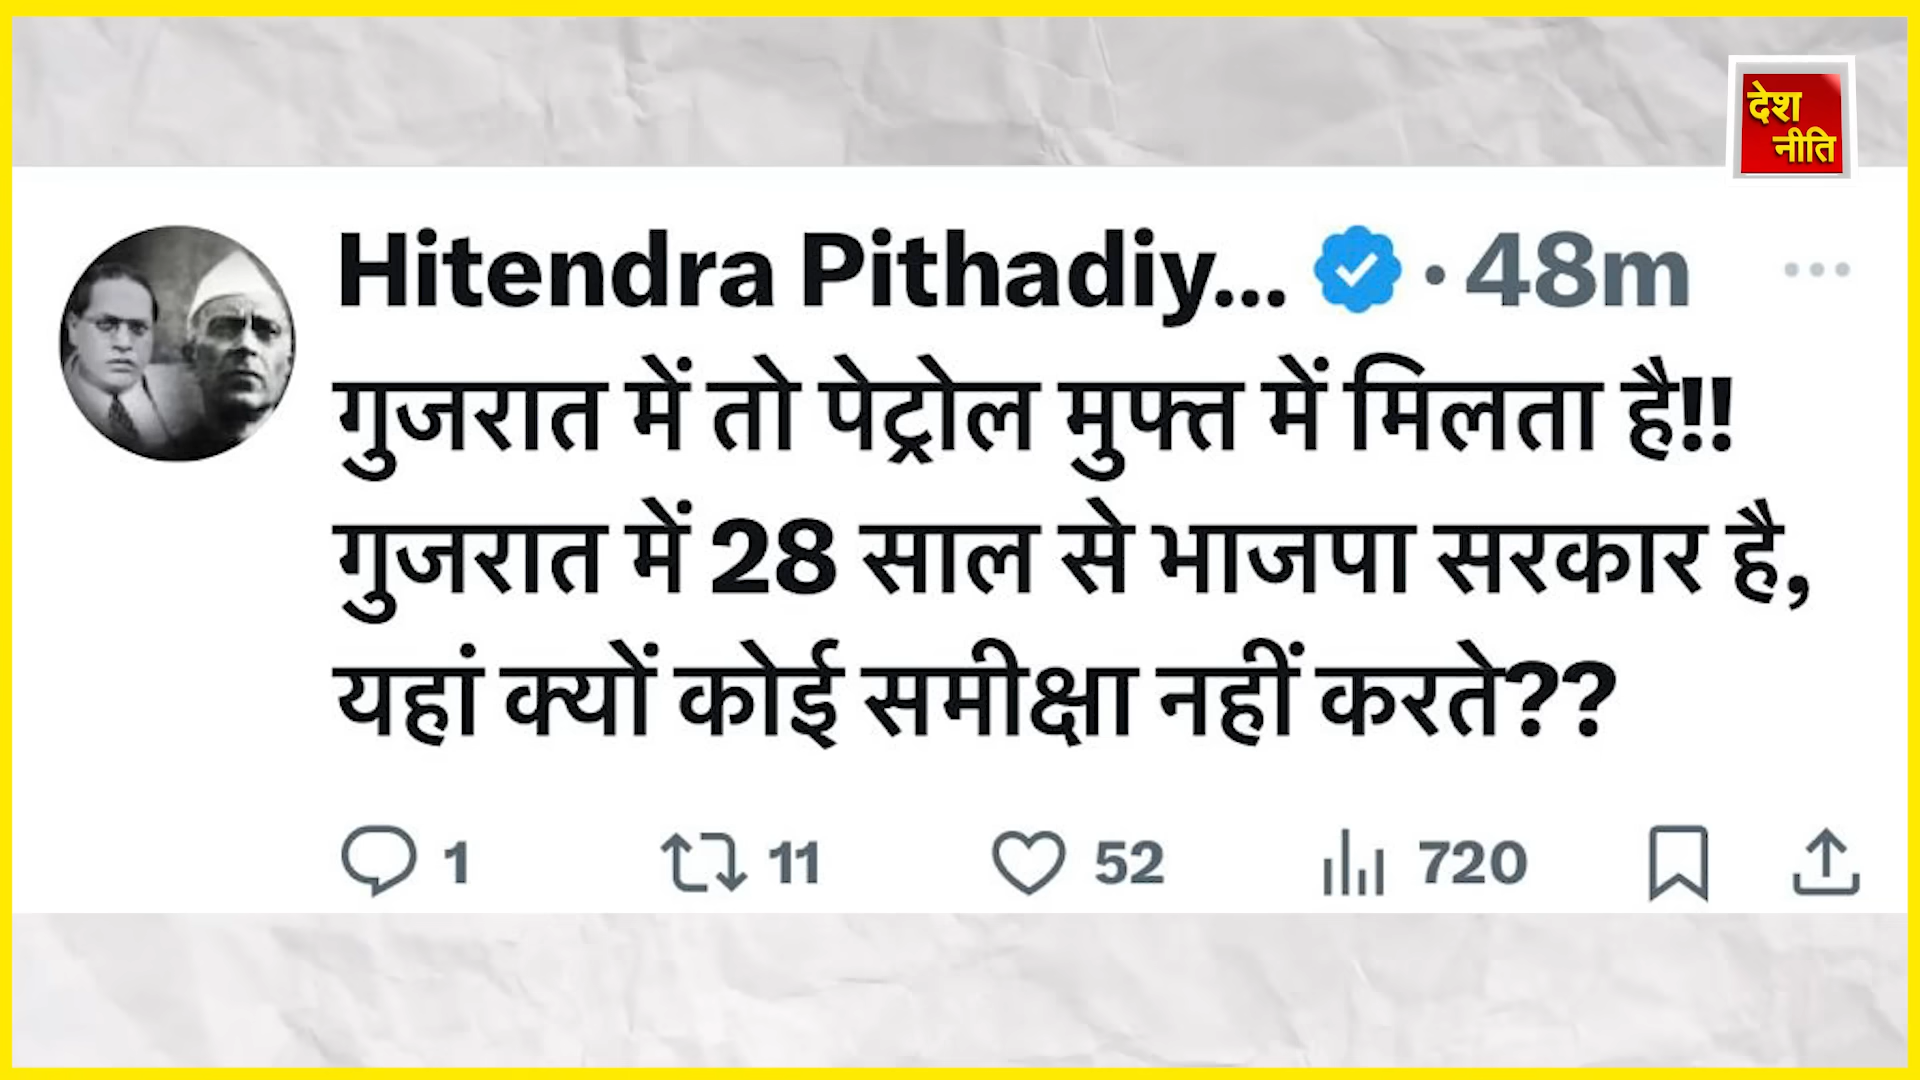 देश
नीति
Hitendra Pithadiy... · 48m
गुजरात में तो पेट्रोल मुफ्त में मिलता है!!
गुजरात में 28 साल से भाजपा सरकार है,
यहां क्यों कोई समीक्षा नहीं करते??
1 11 52 720